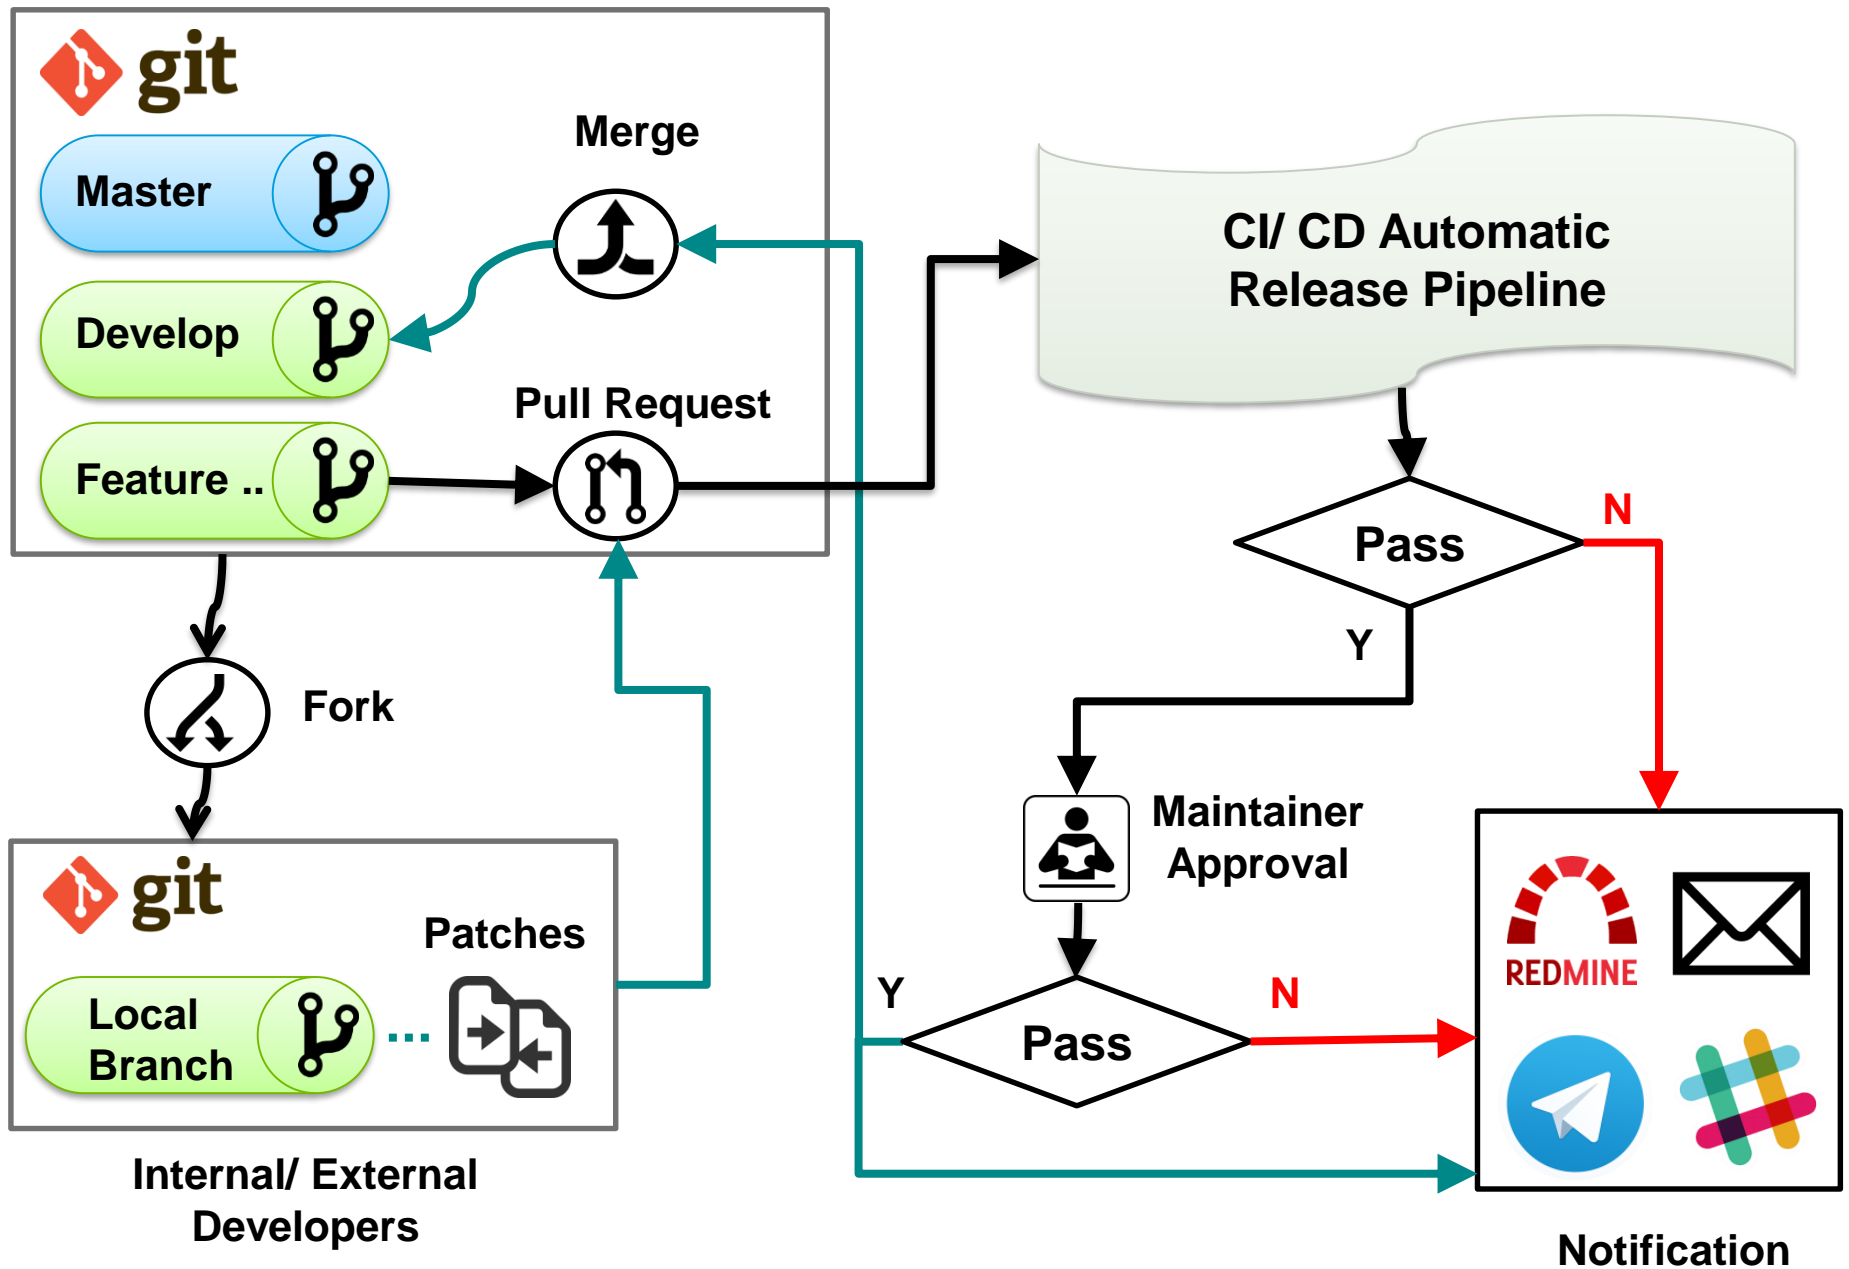 git
Merge
Master
CI/ CD Automatic
Release Pipeline
Develop
Pull Request
Feature ..
N
Pass
Y
Fork
Maintainer
Approval
git
Patches
REDMINE
Y
N
Local
Branch
...
Pass
Internal/ External
Developers
Notification